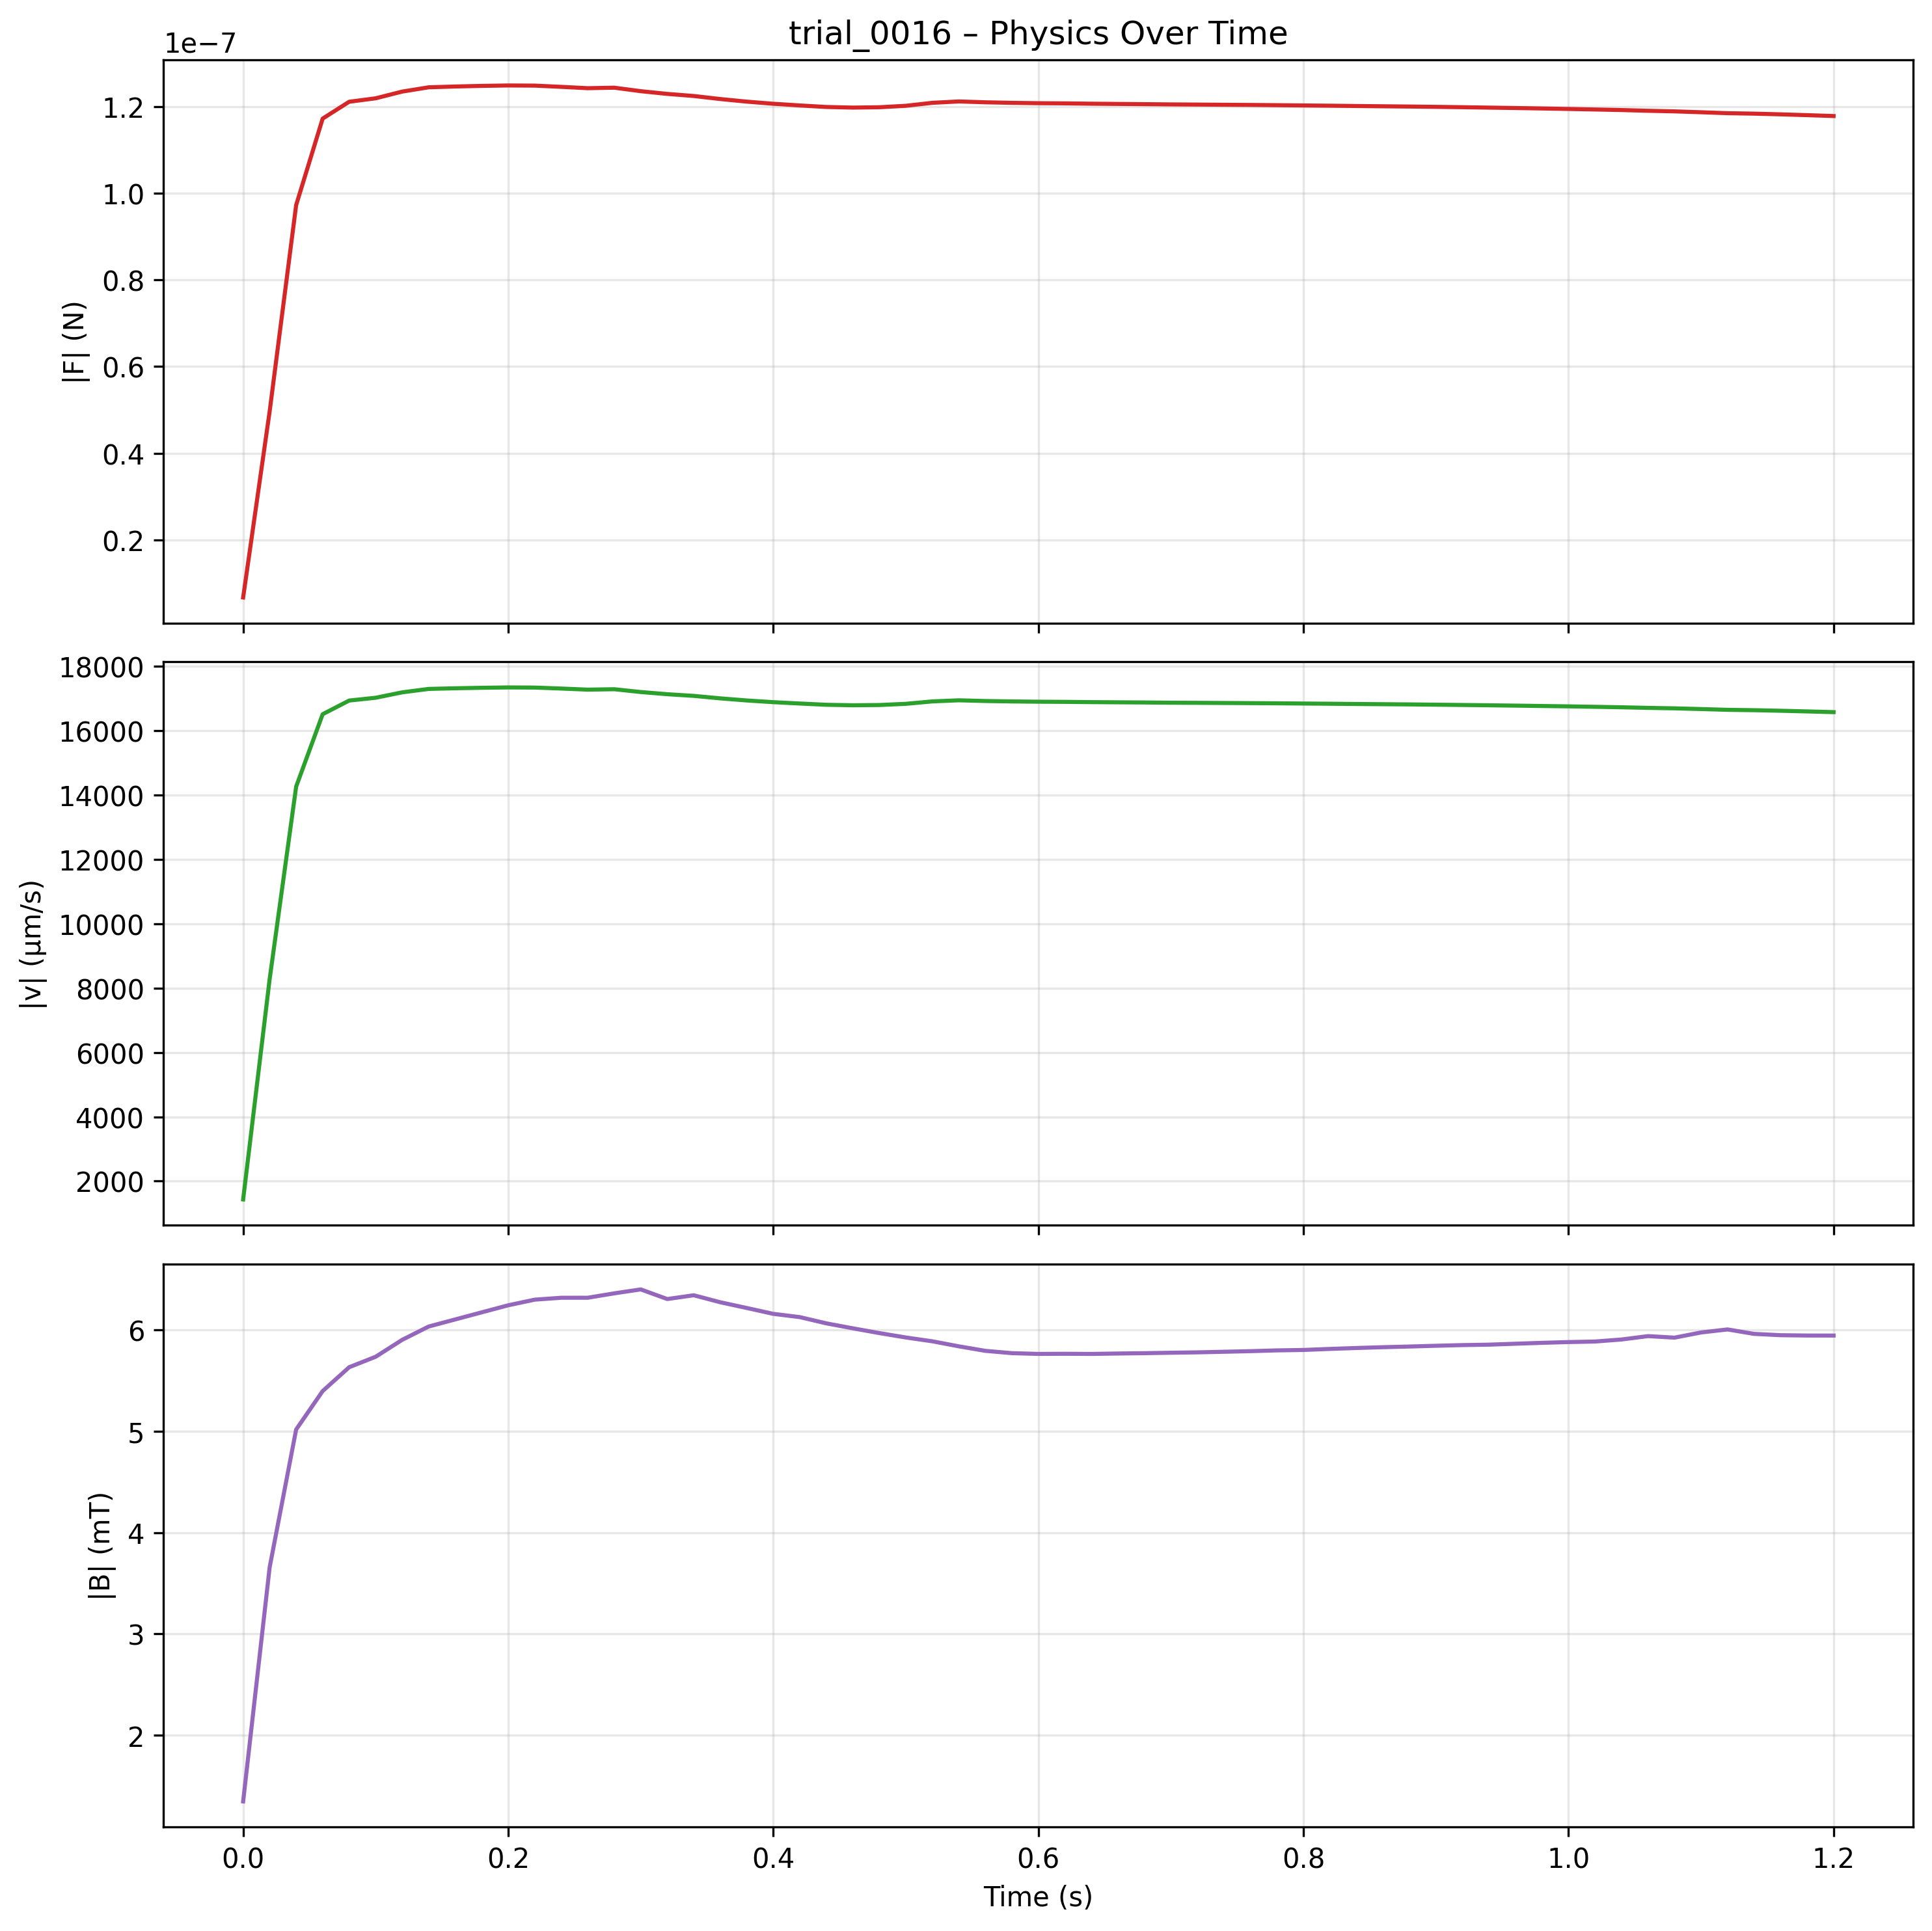 trial_0016 – Physics Over Time
1e−7
|F| (N)
1.2
1.0
0.8
0.6
0.4
0.2
|v| (μm/s)
18000
16000
14000
12000
10000
8000
6000
4000
2000
|B| (mT)
6
5
4
3
2
0.0 0.2 0.4 0.6 0.8 1.0 1.2
Time (s)